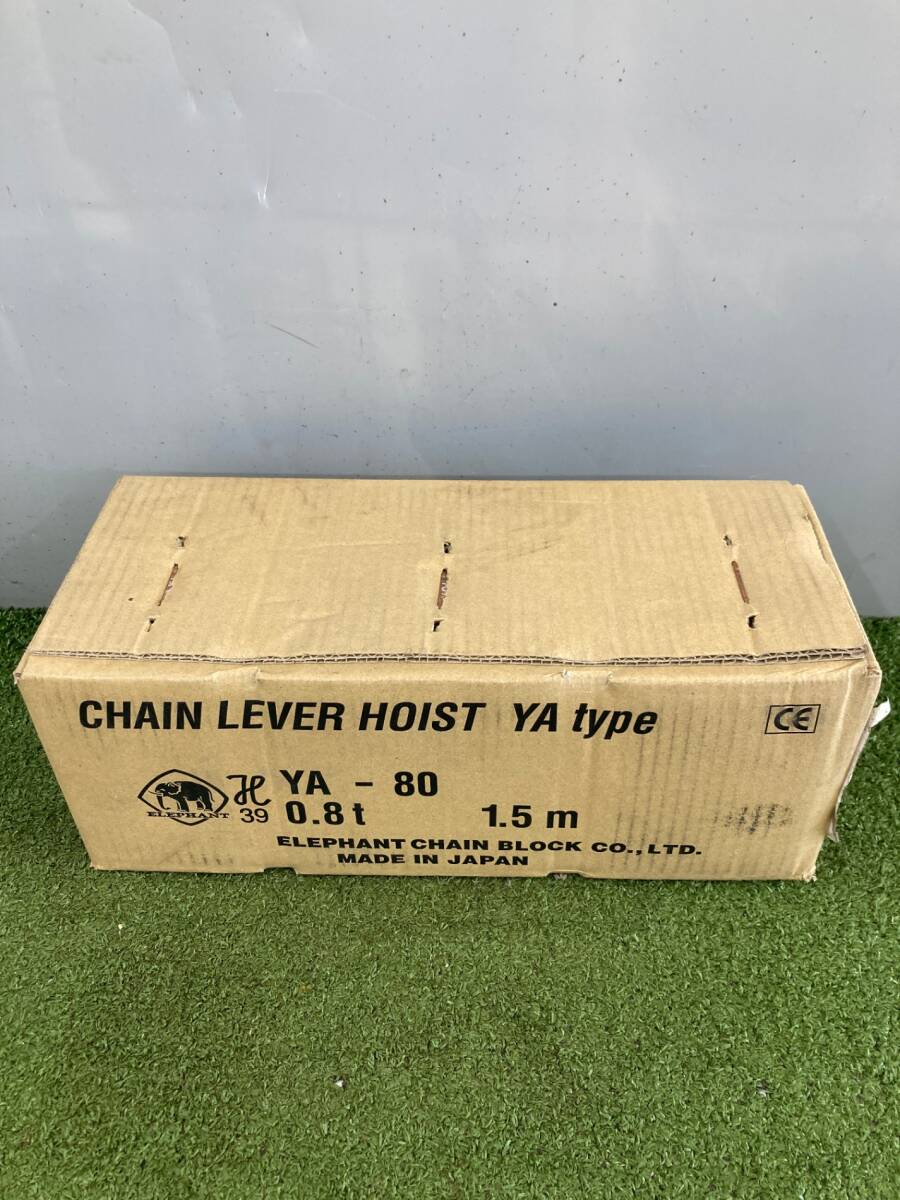 CHAIN LEVER HOIST YA type
CE
ELEPHANT
H
39
YA - 80
0.8t 1.5m
ELEPHANT CHAIN BLOCK CO.,LTD.
MADE IN JAPAN